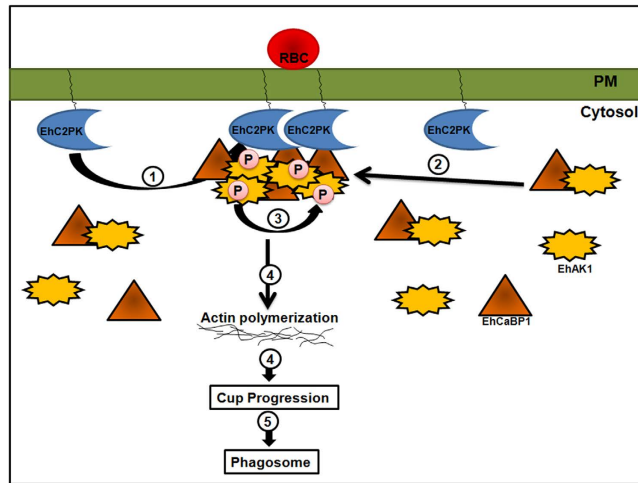 RBC
PM
Cytosol
EhC2PK
EhC2PK
EhC2PK
EhC2PK
P
P
P
P
1
2
3
EhAK1
EhCaBP1
4
Actin polymerization
4
Cup Progression
5
Phagosome